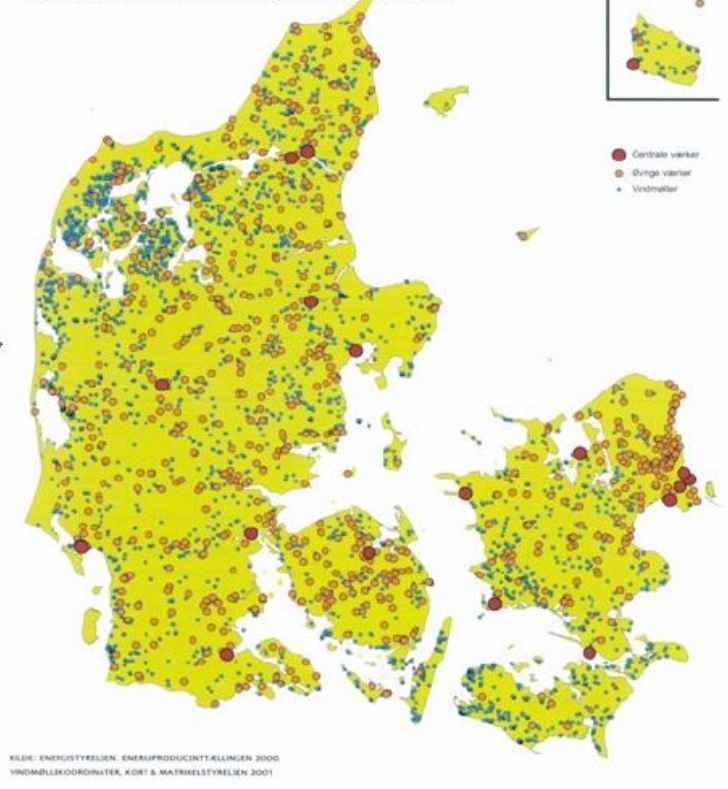 Centrale værker
Øvrige værker
Vindmøller
KILDE: ENERGISTYRELSEN. ENERGIPRODUCENTTÆLLINGEN 2000.
VINDMØLLEKOORDINATER, KORT & MATRIKELSTYRELSEN 2001